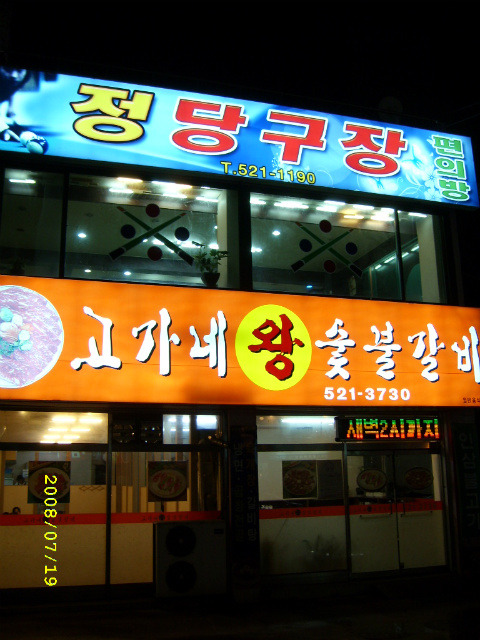 정당구장 편의방
T.521-1190
고가네 왕 숯불갈비
521-3730
새벽2시까지
2008/07/19